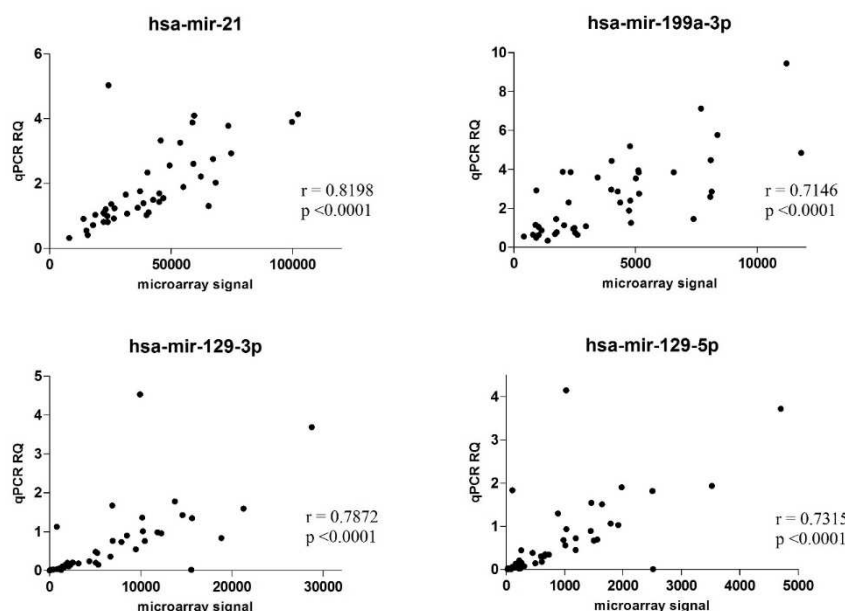 hsa-mir-21
6
4
2
0
qPCR RQ
0
50000
100000
microarray signal
r = 0.8198
p <0.0001
hsa-mir-199a-3p
10
8
6
4
2
0
qPCR RQ
0
5000
10000
microarray signal
r = 0.7146
p <0.0001
hsa-mir-129-3p
5
4
3
2
1
0
qPCR RQ
0
10000
20000
30000
microarray signal
r = 0.7872
p <0.0001
hsa-mir-129-5p
4
2
0
qPCR RQ
0
1000
2000
3000
4000
5000
microarray signal
r = 0.7315
p <0.0001